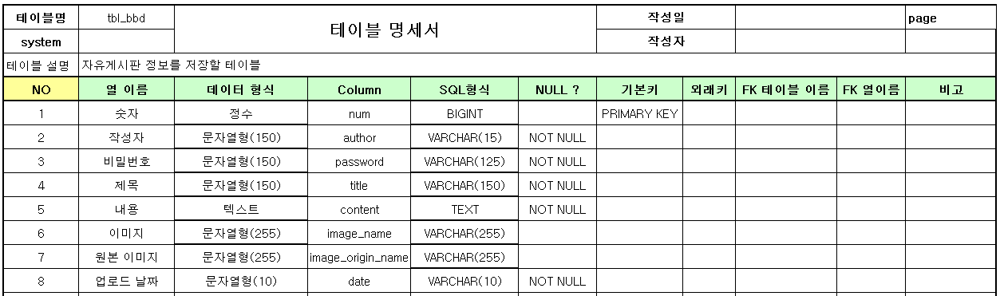 테이블명 tbl_bbd 테이블 명세서 작성일 page
system 작성자
테이블 설명 자유게시판 정보를 저장할 테이블
NO 열 이름 데이터 형식 Column SQL형식 NULL ? 기본키 외래키 FK 테이블 이름 FK 열이름 비고
1 숫자 정수 num BIGINT PRIMARY KEY
2 작성자 문자열형(150) author VARCHAR(15) NOT NULL
3 비밀번호 문자열형(150) password VARCHAR(125) NOT NULL
4 제목 문자열형(150) title VARCHAR(150) NOT NULL
5 내용 텍스트 content TEXT NOT NULL
6 이미지 문자열형(255) image_name VARCHAR(255)
7 원본 이미지 문자열형(255) image_origin_name VARCHAR(255)
8 업로드 날짜 문자열형(10) date VARCHAR(10) NOT NULL